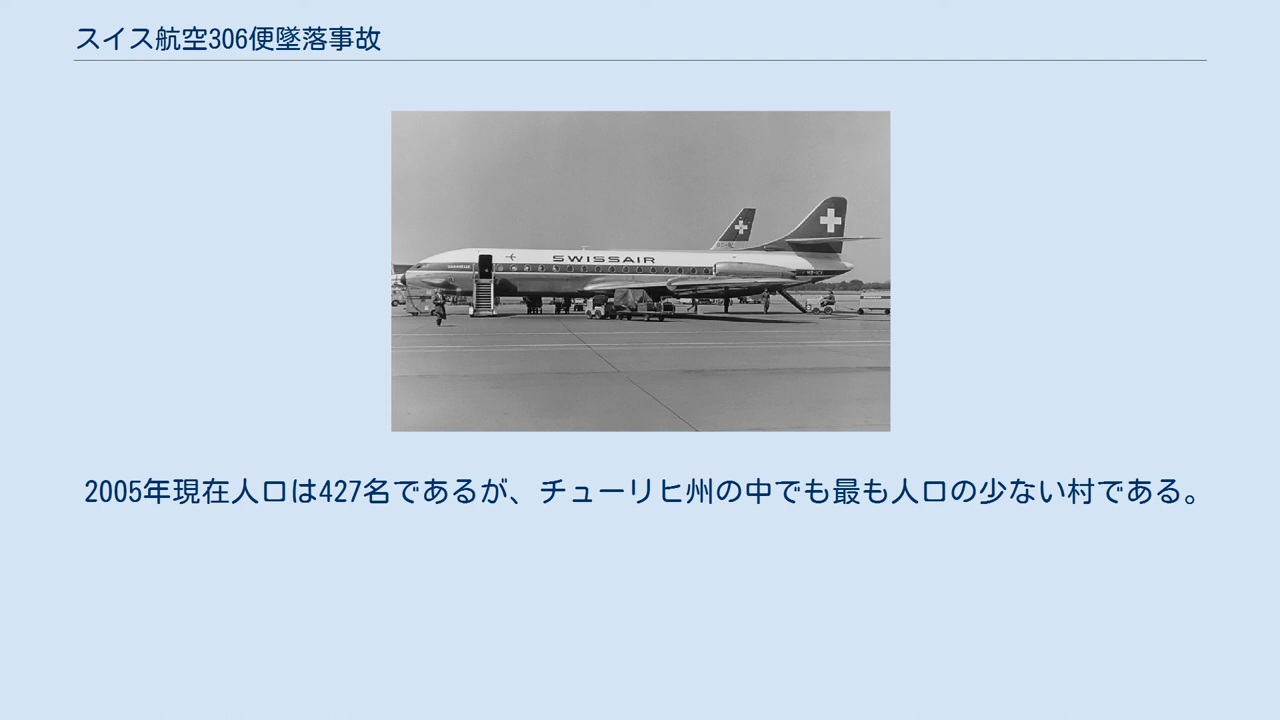 スイス航空306便墜落事故
SWISSAIR
2005年現在人口は427名であるが、チューリヒ州の中でも最も人口の少ない村である。